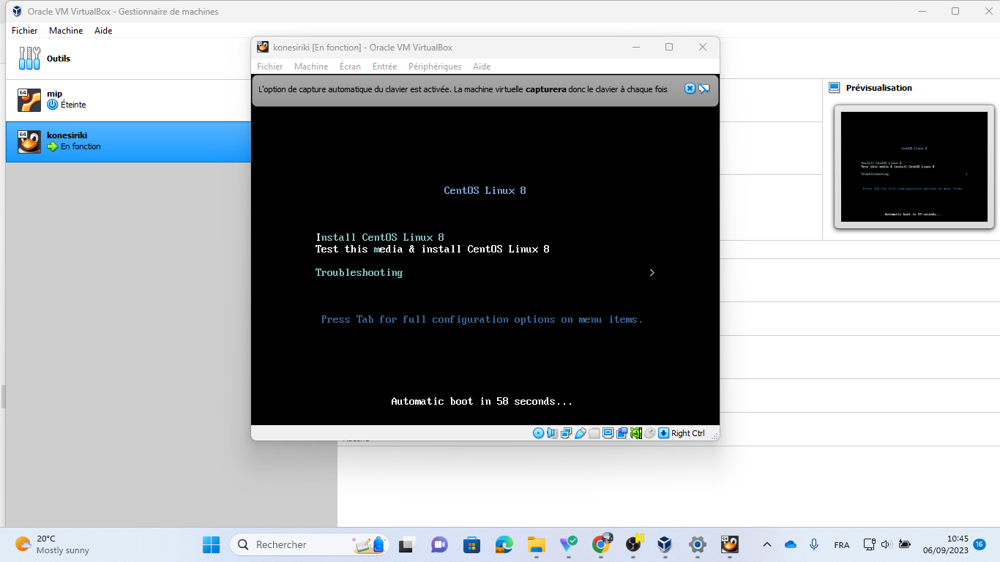 Oracle VM VirtualBox - Gestionnaire de machines
Fichier Machine Aide
Outils
64
mip
Éteinte
64
konesiriki
En fonction
Prévisualisation
CentOS Linux 8
Install CentOS Linux 8
Test this media & install CentOS Linux 8
Troubleshooting >
Press Tab for full configuration options on menu items.
Automatic boot in 59 seconds...
konesiriki [En fonction] - Oracle VM VirtualBox
Fichier Machine Écran Entrée Périphériques Aide
L'option de capture automatique du clavier est activée. La machine virtuelle capturera donc le clavier à chaque fois
CentOS Linux 8
Install CentOS Linux 8
Test this media & install CentOS Linux 8
Troubleshooting >
Press Tab for full configuration options on menu items.
Automatic boot in 58 seconds...
Right Ctrl
20°C
Mostly sunny
Rechercher
64
FRA
10:45
06/09/2023
16